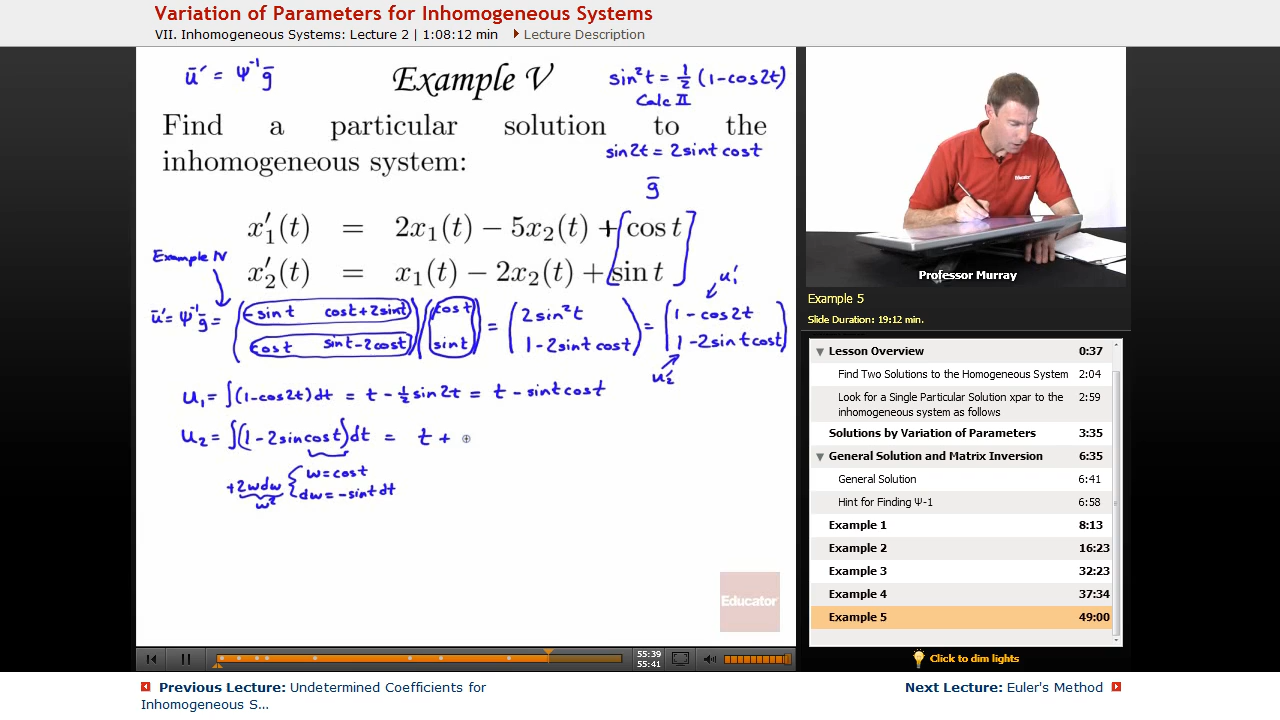 Variation of Parameters for Inhomogeneous Systems
VII. Inhomogeneous Systems: Lecture 2 | 1:08:12 min Lecture Description
ū′ = Ψ⁻¹ḡ
Example V
sin²t = ½ (1-cos2t)
Calc II
Find a particular solution to the
sin2t = 2sint cost
inhomogeneous system:
ḡ
x′₁(t) = 2x₁(t) − 5x₂(t) + cos t
Example IV
x′₂(t) = x₁(t) − 2x₂(t) + sin t
u₁′
ū′ = Ψ⁻¹ḡ = (-sint cost+2sint)(cost) = (2sin²t) = (1-cos2t)
(cost sint-2cost)(sint) (1-2sint cost) (1-2sint cost)
u₂′
u₁ = ∫(1-cos2t)dt = t - ½ sin2t = t - sintcost
u₂ = ∫(1-2sincost)dt = t +
+2wdw { w=cost
w² dw=-sint dt
Educator
Educator
Professor Murray
Example 5
Slide Duration: 19:12 min.
Lesson Overview 0:37
Find Two Solutions to the Homogeneous System 2:04
Look for a Single Particular Solution xpar to the 2:59
inhomogeneous system as follows
Solutions by Variation of Parameters 3:35
General Solution and Matrix Inversion 6:35
General Solution 6:41
Hint for Finding Ψ-1 6:58
Example 1 8:13
Example 2 16:23
Example 3 32:23
Example 4 37:34
Example 5 49:00
55:39
55:41
Click to dim lights
Previous Lecture: Undetermined Coefficients for
Inhomogeneous S...
Next Lecture: Euler's Method